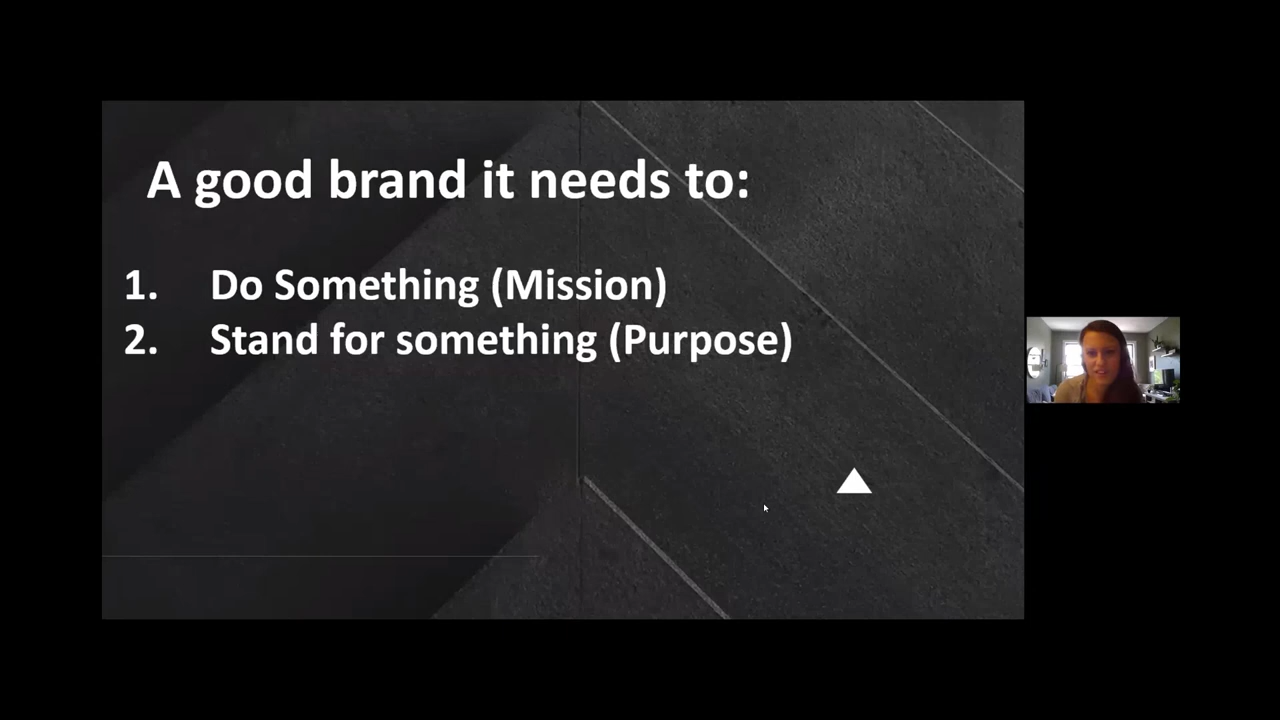 A good brand it needs to:
1. Do Something (Mission)
2. Stand for something (Purpose)